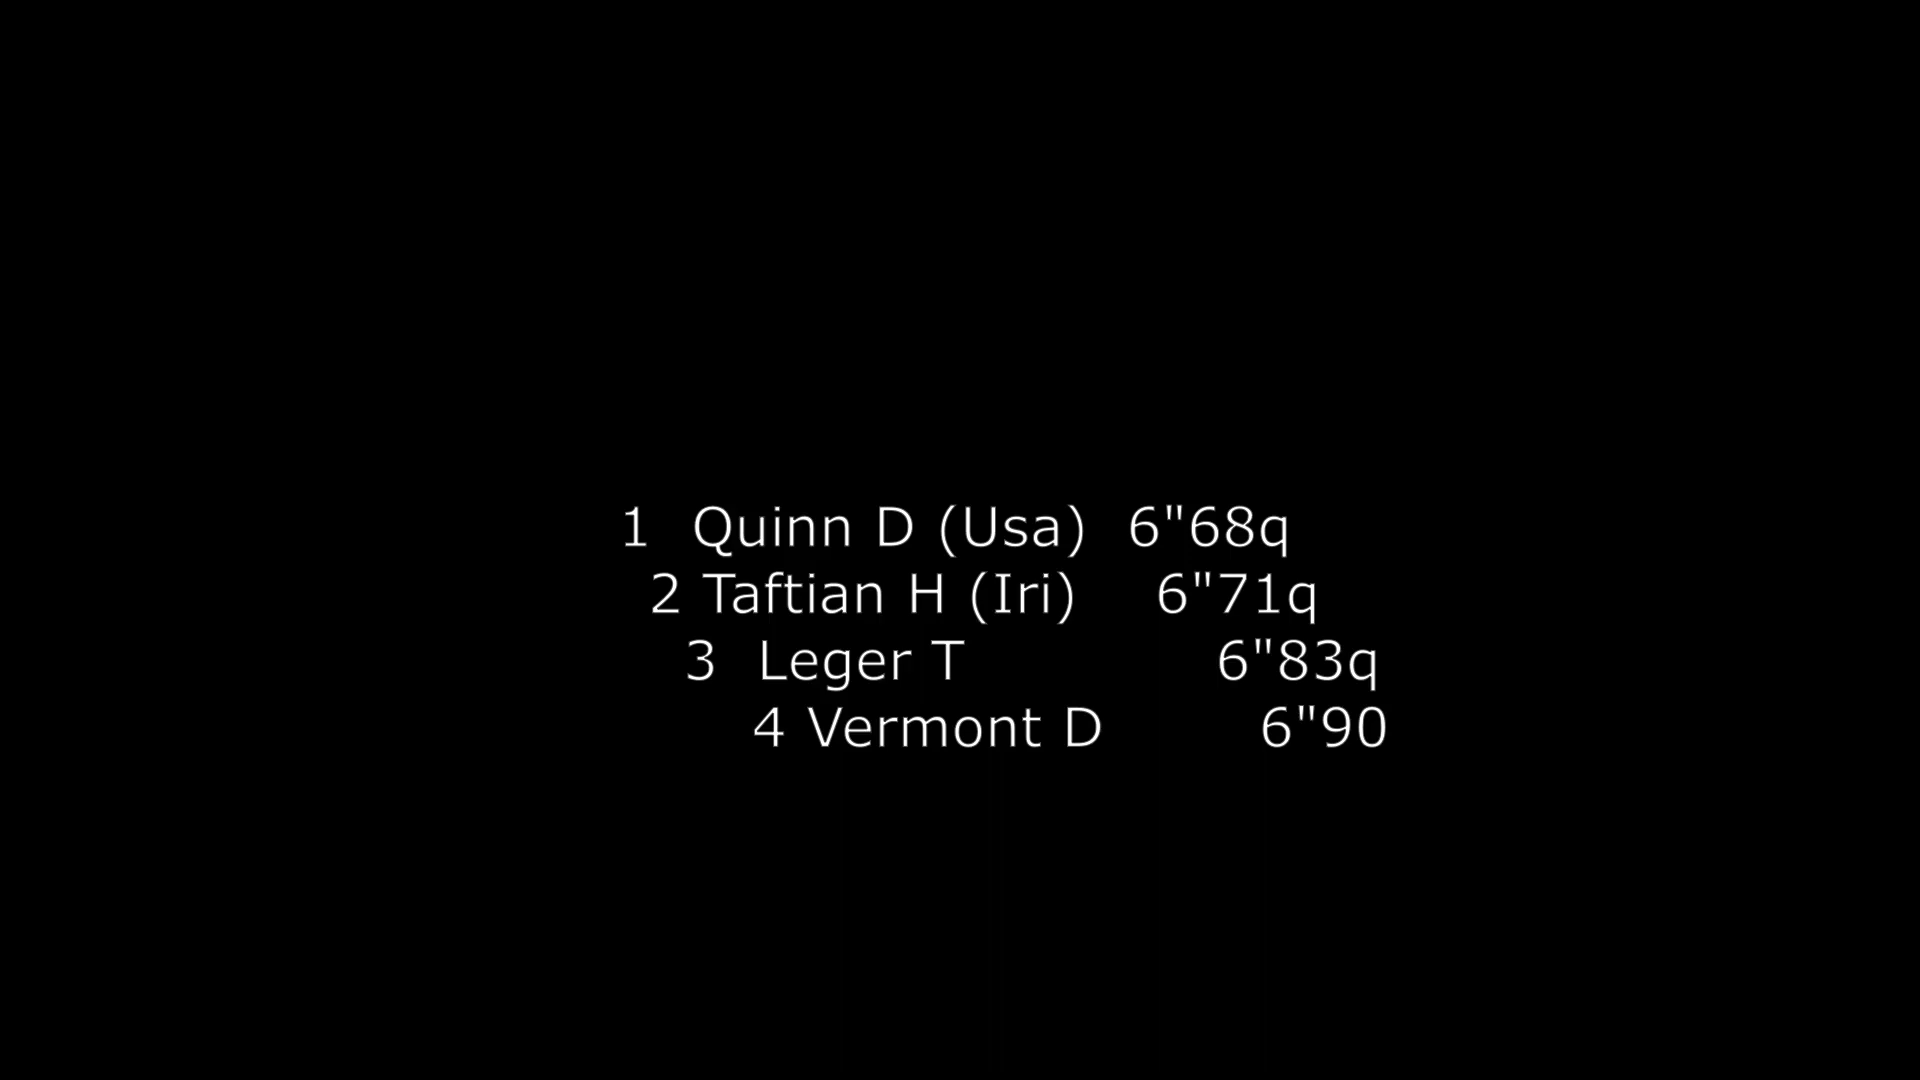 1 Quinn D (Usa) 6"68q
2 Taftian H (Iri) 6"71q
3 Leger T 6"83q
4 Vermont D 6"90